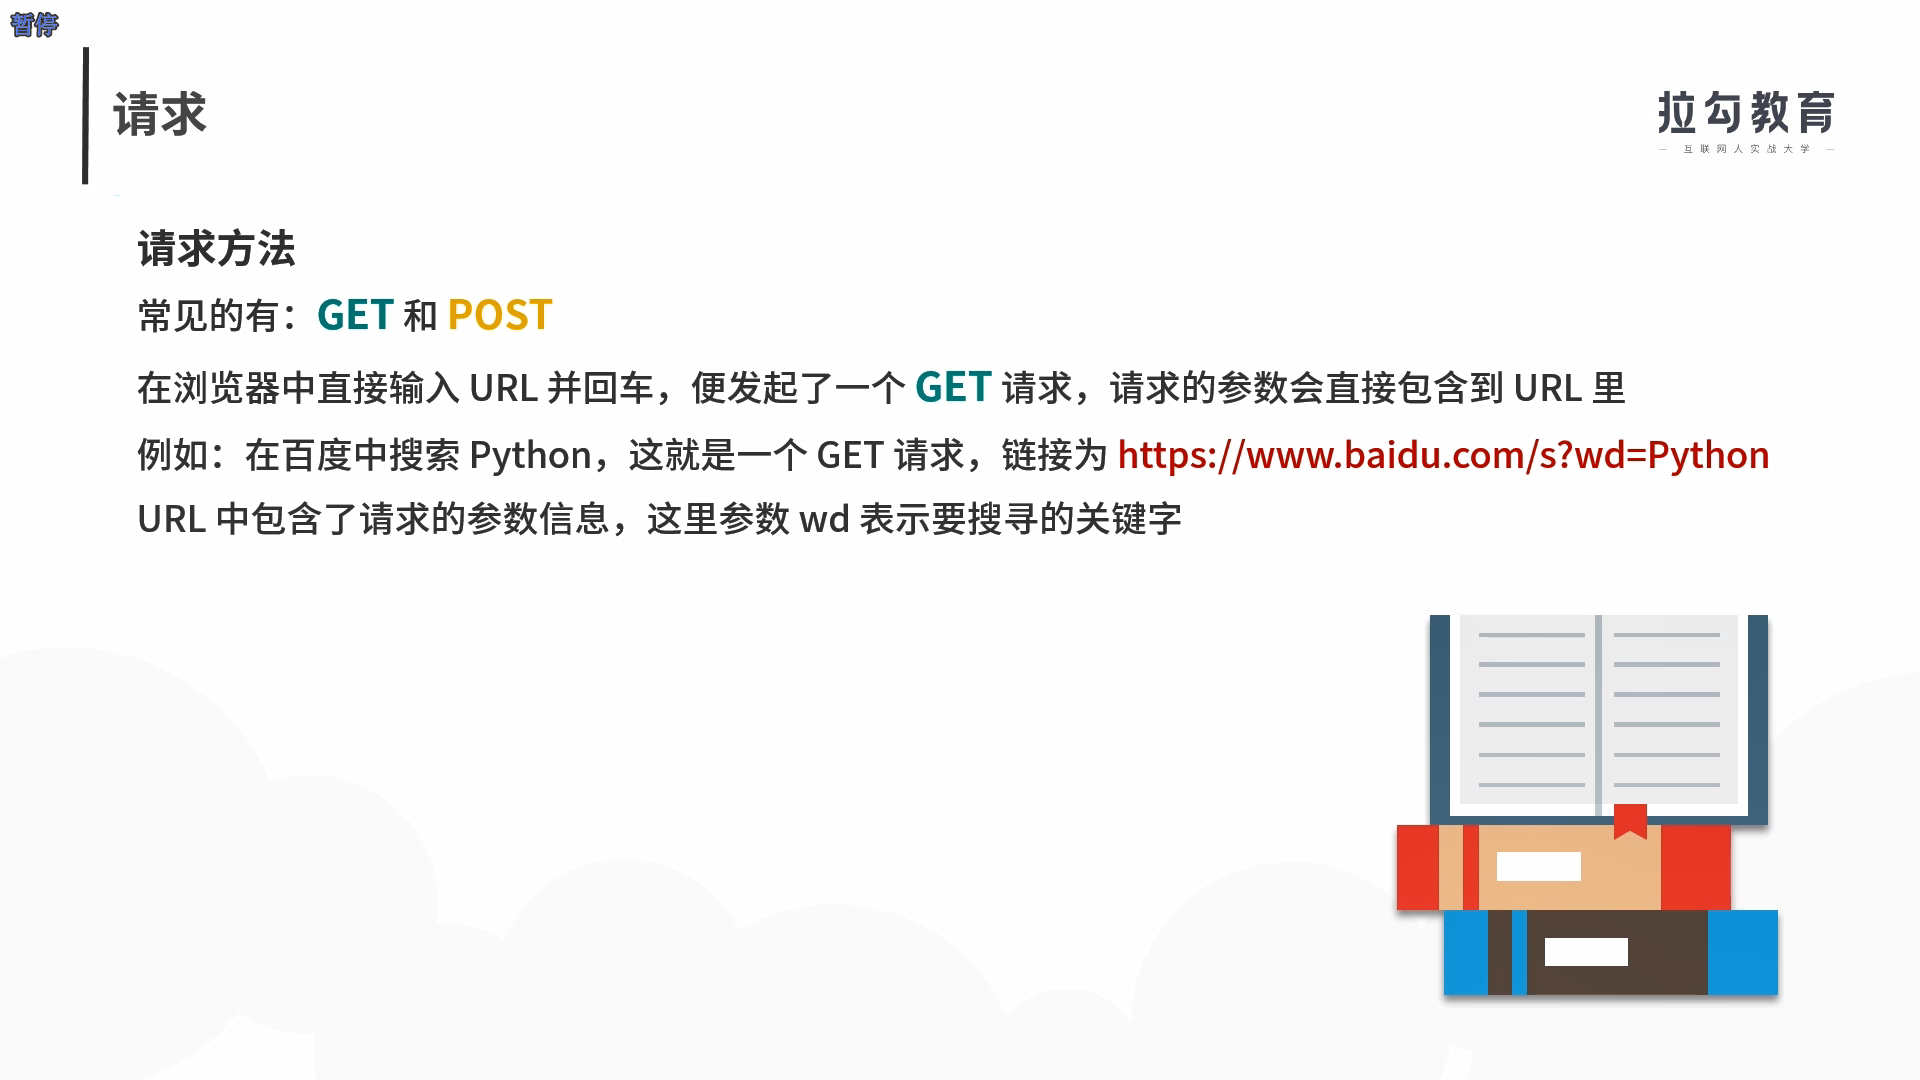 暂停
请求
拉勾教育
— 互联网人实战大学 —
请求方法
常见的有：GET 和 POST
在浏览器中直接输入 URL 并回车，便发起了一个 GET 请求，请求的参数会直接包含到 URL 里
例如：在百度中搜索 Python，这就是一个 GET 请求，链接为 https://www.baidu.com/s?wd=Python
URL 中包含了请求的参数信息，这里参数 wd 表示要搜寻的关键字